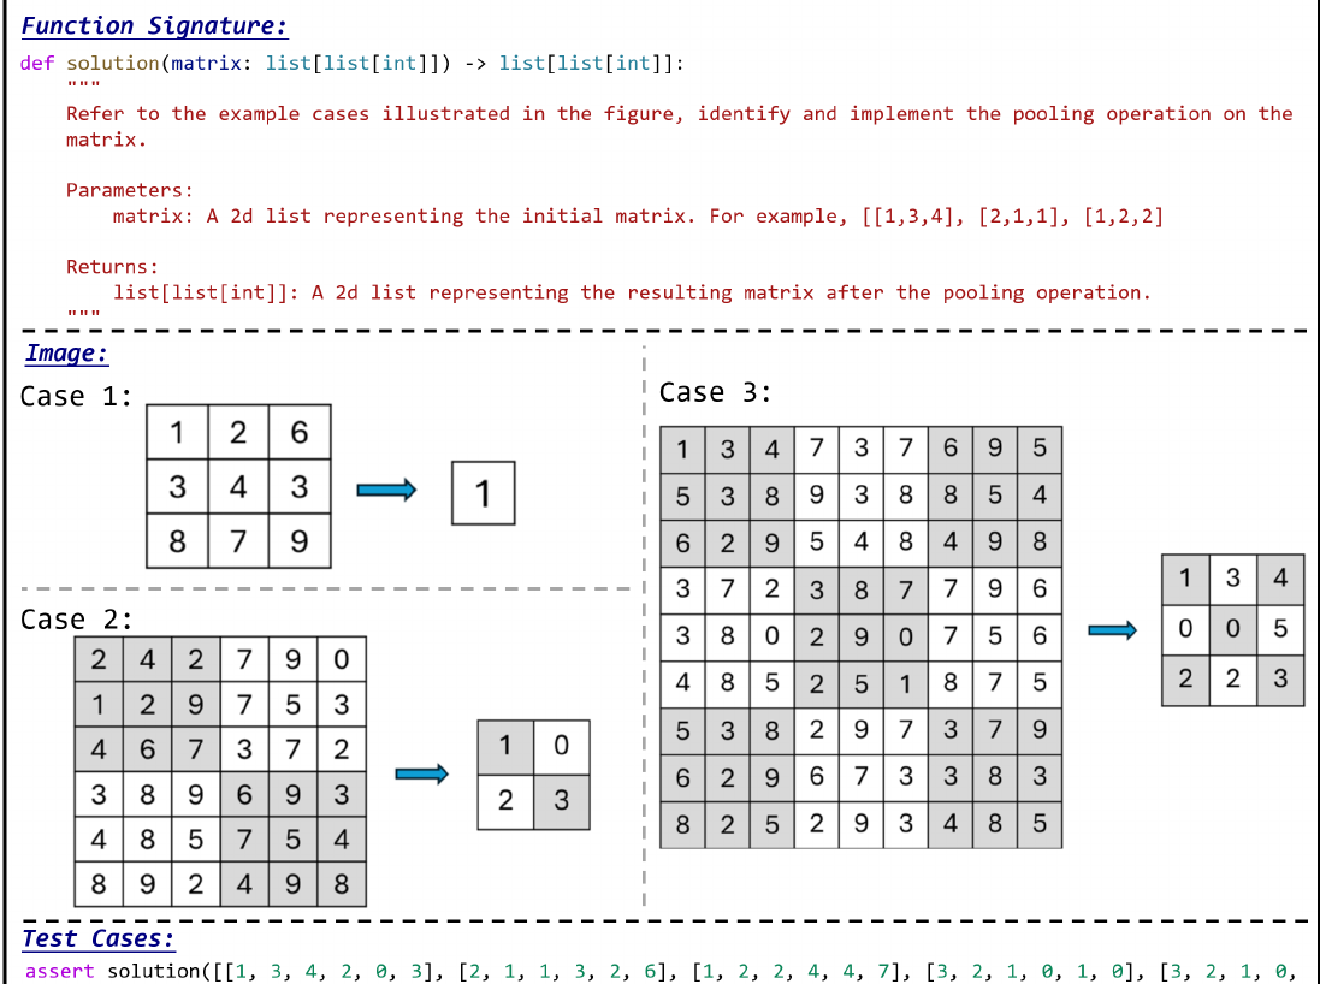 Function Signature:
def solution(matrix: list[list[int]]) -> list[list[int]]:
"""
Refer to the example cases illustrated in the figure, identify and implement the pooling operation on the
matrix.
Parameters:
matrix: A 2d list representing the initial matrix. For example, [[1,3,4], [2,1,1], [1,2,2]
Returns:
list[list[int]]: A 2d list representing the resulting matrix after the pooling operation.
"""
Image:
Case 1:
1 2 6
3 4 3
8 7 9
1
Case 2:
2 4 2 7 9 0
1 2 9 7 5 3
4 6 7 3 7 2
3 8 9 6 9 3
4 8 5 7 5 4
8 9 2 4 9 8
1 0
2 3
Case 3:
1 3 4 7 3 7 6 9 5
5 3 8 9 3 8 8 5 4
6 2 9 5 4 8 4 9 8
3 7 2 3 8 7 7 9 6
3 8 0 2 9 0 7 5 6
4 8 5 2 5 1 8 7 5
5 3 8 2 9 7 3 7 9
6 2 9 6 7 3 3 8 3
8 2 5 2 9 3 4 8 5
1 3 4
0 0 5
2 2 3
Test Cases:
assert solution([[1, 3, 4, 2, 0, 3], [2, 1, 1, 3, 2, 6], [1, 2, 2, 4, 4, 7], [3, 2, 1, 0, 1, 0], [3, 2, 1, 0,